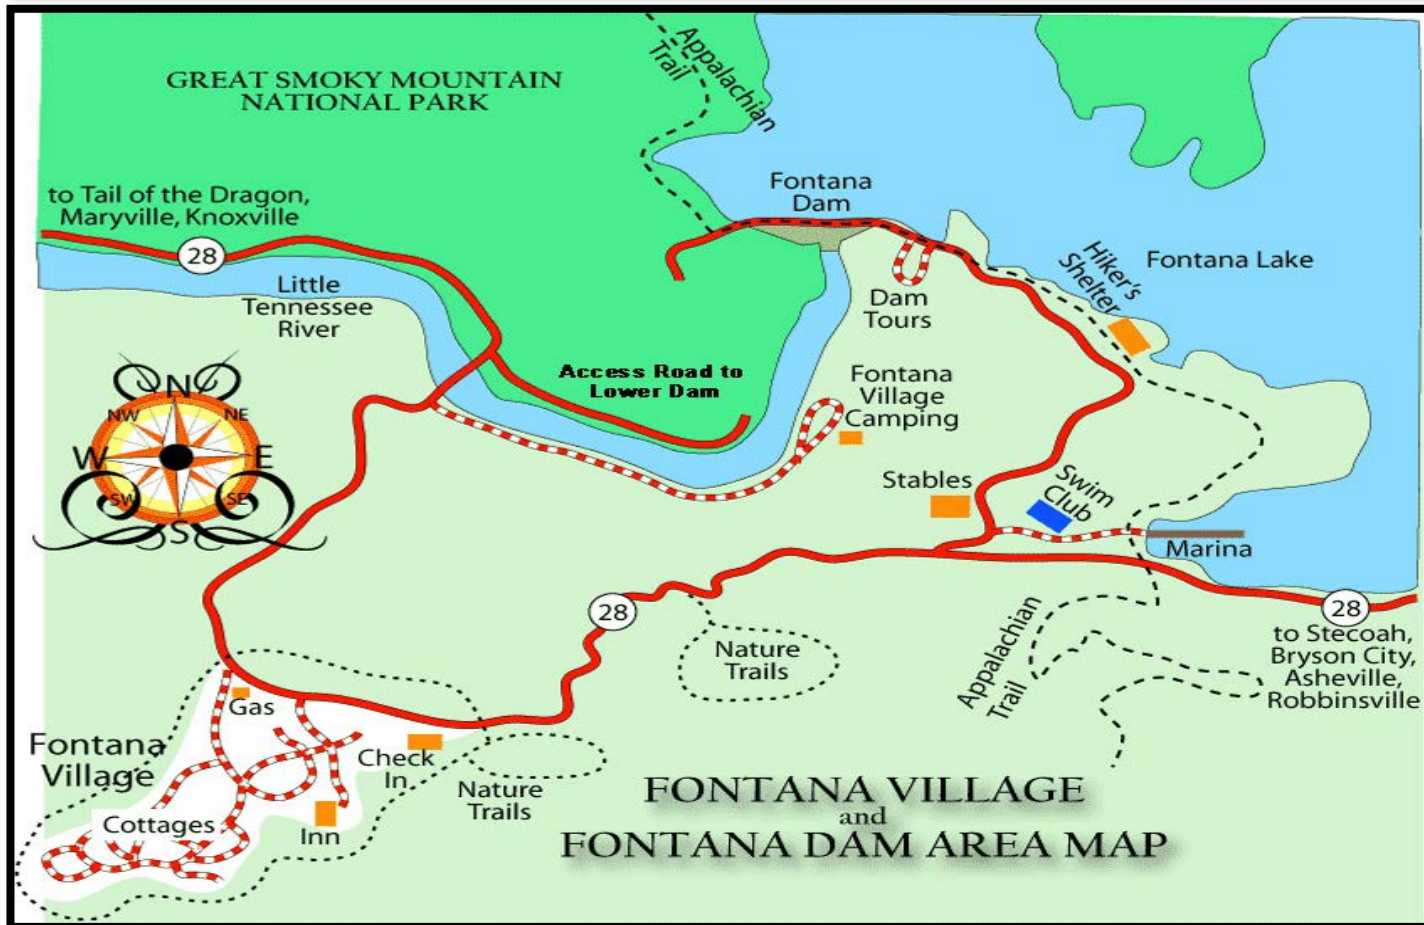 GREAT SMOKY MOUNTAIN
NATIONAL PARK
Appalachian
Trail
to Tail of the Dragon,
Maryville, Knoxville
28
Fontana
Dam
Hiker's
Shelter
Fontana Lake
Little
Tennessee
River
Dam
Tours
Access Road to
Lower Dam
Fontana
Village
Camping
N
NW
NE
W
E
SW
SE
S
Stables
Swim
Club
Marina
28
Appalachian
Trail
28
to Stecoah,
Bryson City,
Asheville,
Robbinsville
Nature
Trails
Gas
Fontana
Village
Check
In
Nature
Trails
Cottages
Inn
FONTANA VILLAGE
and
FONTANA DAM AREA MAP